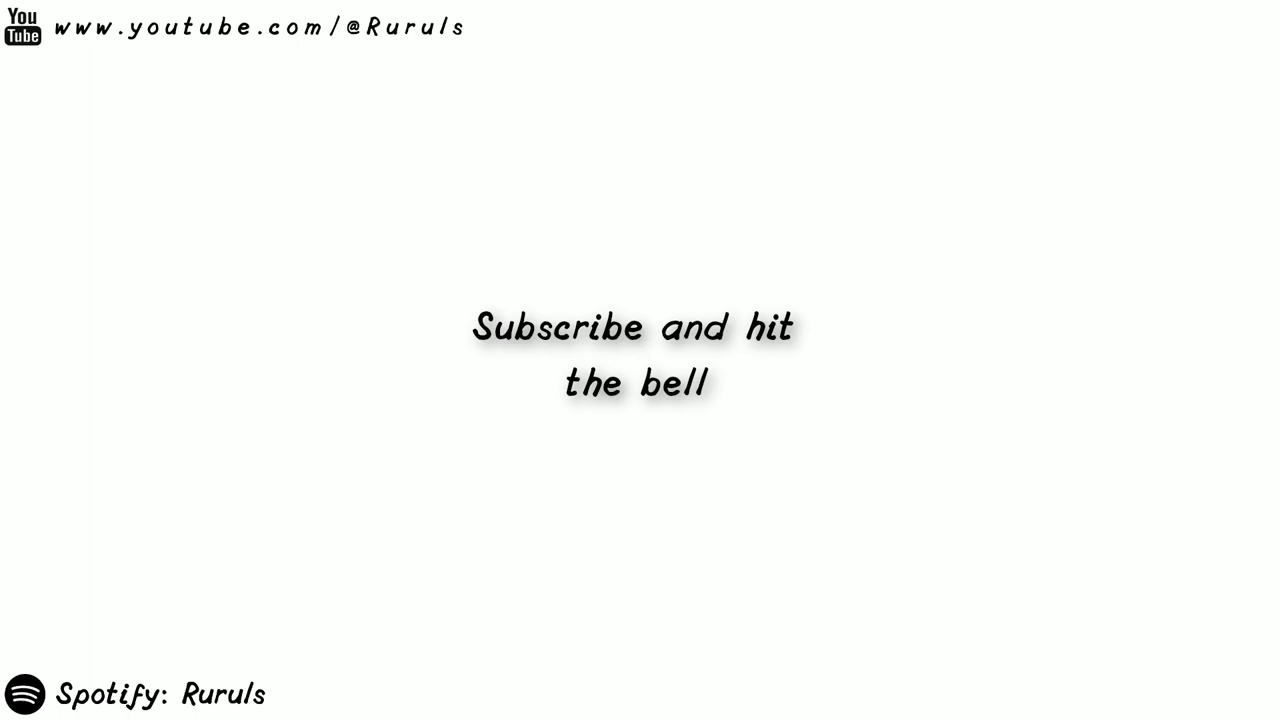 You
Tube
www.youtube.com/@Ruruls
Subscribe and hit
the bell
Spotify: Ruruls